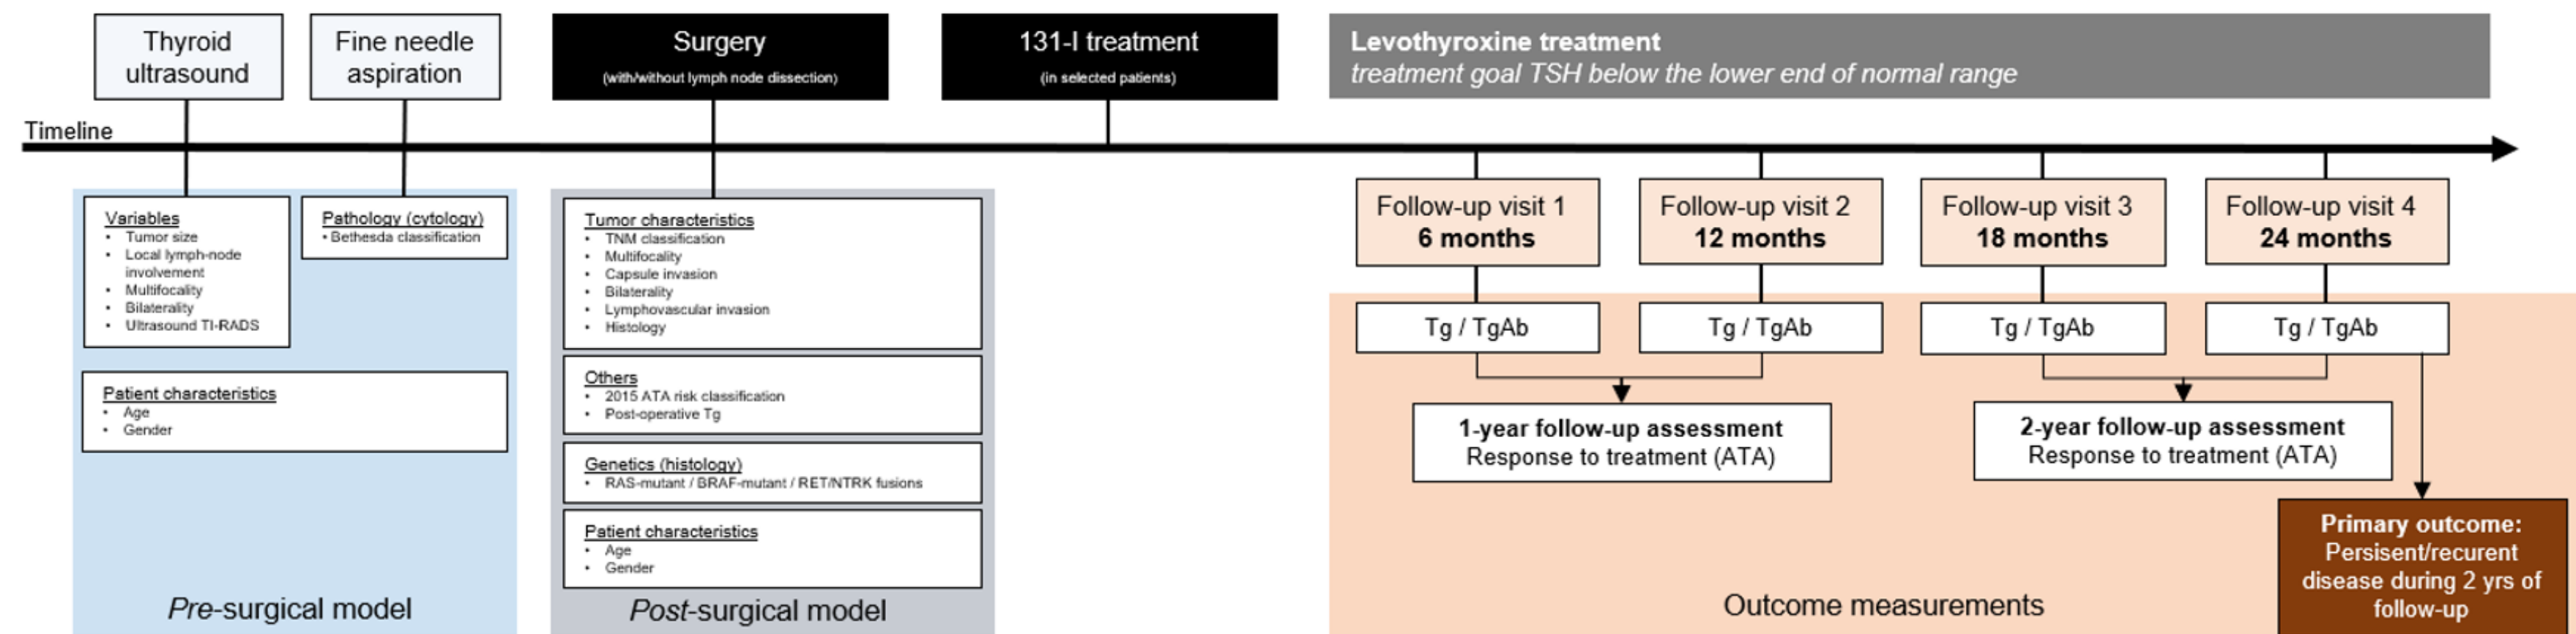 Thyroid
ultrasound
Fine needle
aspiration
Surgery
(with/without lymph node dissection)
131-I treatment
(in selected patients)
Levothyroxine treatment
treatment goal TSH below the lower end of normal range
Timeline
Variables
• Tumor size
• Local lymph-node
involvement
• Multifocality
• Bilaterality
• Ultrasound TI-RADS
Pathology (cytology)
• Bethesda classification
Patient characteristics
• Age
• Gender
Pre-surgical model
Tumor characteristics
• TNM classification
• Multifocality
• Capsule invasion
• Bilaterality
• Lymphovascular invasion
• Histology
Others
• 2015 ATA risk classification
• Post-operative Tg
Genetics (histology)
• RAS-mutant / BRAF-mutant / RET/NTRK fusions
Patient characteristics
• Age
• Gender
Post-surgical model
Follow-up visit 1
6 months
Follow-up visit 2
12 months
Follow-up visit 3
18 months
Follow-up visit 4
24 months
Tg / TgAb
Tg / TgAb
Tg / TgAb
Tg / TgAb
1-year follow-up assessment
Response to treatment (ATA)
2-year follow-up assessment
Response to treatment (ATA)
Primary outcome:
Persisent/recurent
disease during 2 yrs of
follow-up
Outcome measurements